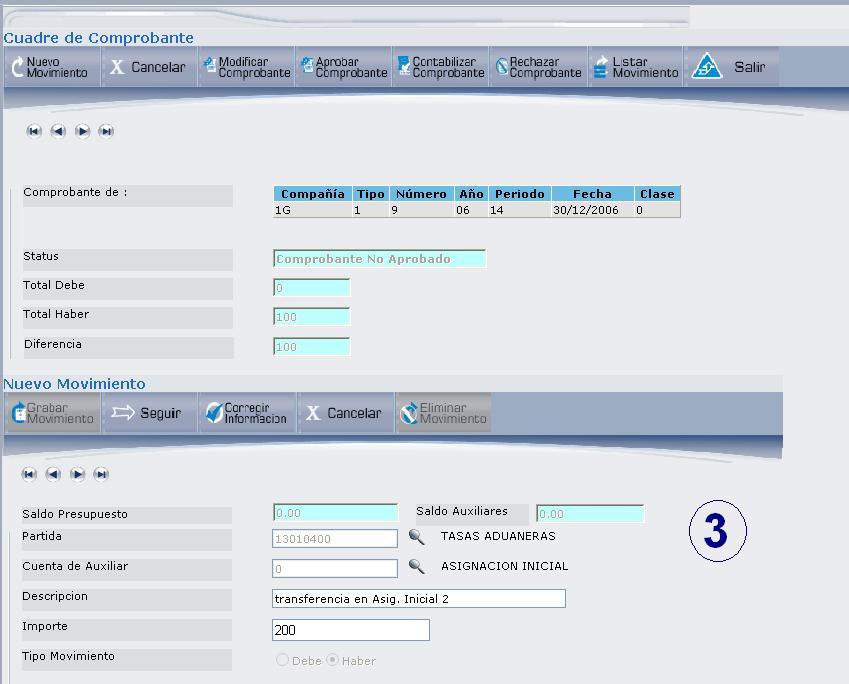 Cuadre de Comprobante
Nuevo Movimiento
Cancelar
Modificar Comprobante
Aprobar Comprobante
Contabilizar Comprobante
Rechazar Comprobante
Listar Movimiento
Salir
Comprobante de :
Compañía Tipo Número Año Periodo Fecha Clase
1G 1 9 06 14 30/12/2006 0
Status Comprobante No Aprobado
Total Debe 0
Total Haber 100
Diferencia 100
Nuevo Movimiento
Grabar Movimiento
Seguir
Corregir Informacion
Cancelar
Eliminar Movimiento
Saldo Presupuesto 0.00 Saldo Auxiliares 0.00
Partida 13010400 TASAS ADUANERAS
3
Cuenta de Auxiliar 0 ASIGNACION INICIAL
Descripcion transferencia en Asig. Inicial 2
Importe 200
Tipo Movimiento Debe Haber